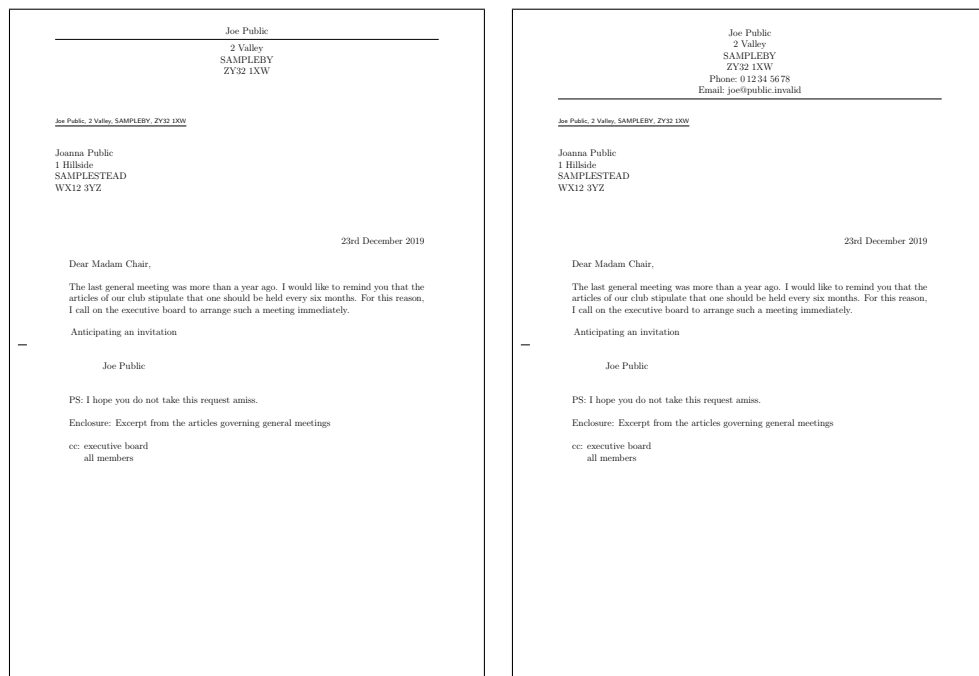 Joe Public
2 Valley
SAMPLEBY
ZY32 1XW
Joe Public, 2 Valley, SAMPLEBY, ZY32 1XW
Joanna Public
1 Hillside
SAMPLESTEAD
WX12 3YZ
23rd December 2019
Dear Madam Chair,
The last general meeting was more than a year ago. I would like to remind you that the
articles of our club stipulate that one should be held every six months. For this reason,
I call on the executive board to arrange such a meeting immediately.
Anticipating an invitation
Joe Public
PS: I hope you do not take this request amiss.
Enclosure: Excerpt from the articles governing general meetings
cc: executive board
all members
Joe Public
2 Valley
SAMPLEBY
ZY32 1XW
Phone: 0 12 34 56 78
Email: joe@public.invalid
Joe Public, 2 Valley, SAMPLEBY, ZY32 1XW
Joanna Public
1 Hillside
SAMPLESTEAD
WX12 3YZ
23rd December 2019
Dear Madam Chair,
The last general meeting was more than a year ago. I would like to remind you that the
articles of our club stipulate that one should be held every six months. For this reason,
I call on the executive board to arrange such a meeting immediately.
Anticipating an invitation
Joe Public
PS: I hope you do not take this request amiss.
Enclosure: Excerpt from the articles governing general meetings
cc: executive board
all members